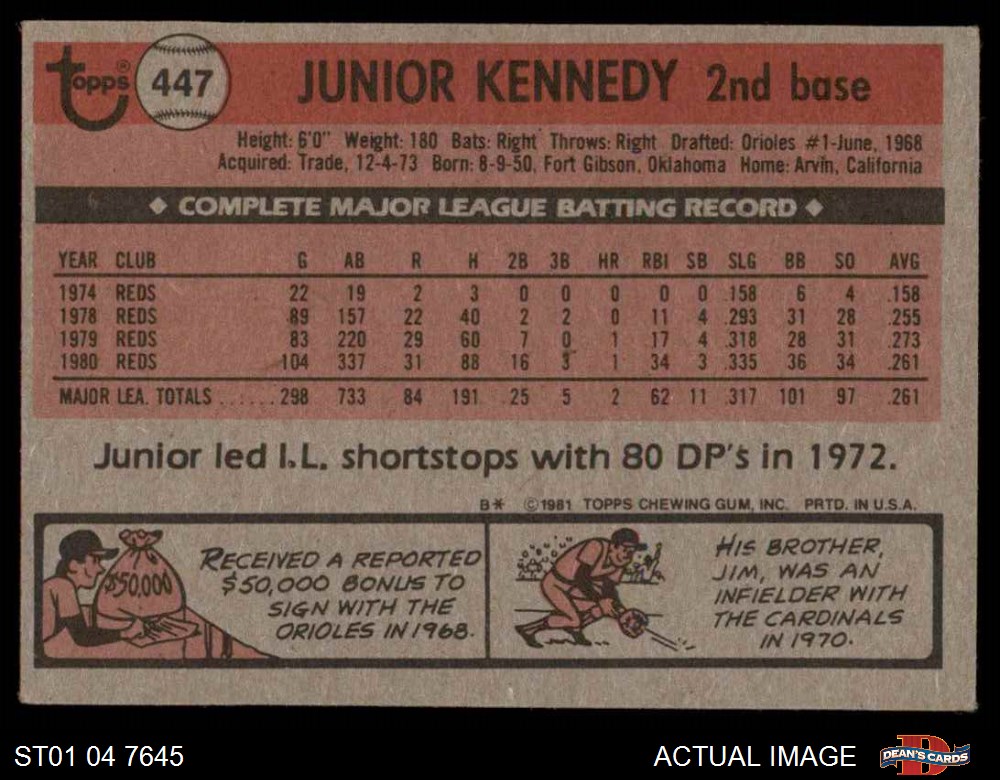 topps® 447 JUNIOR KENNEDY 2nd base
Height: 6'0" Weight: 180 Bats: Right Throws: Right Drafted: Orioles #1-June, 1968
Acquired: Trade, 12-4-73 Born: 8-9-50, Fort Gibson, Oklahoma Home: Arvin, California
◆ COMPLETE MAJOR LEAGUE BATTING RECORD ◆
YEAR CLUB G AB R H 2B 3B HR RBI SB SLG BB SO AVG
1974 REDS 22 19 2 3 0 0 0 0 0 .158 6 4 .158
1978 REDS 89 157 22 40 2 2 0 11 4 .293 31 28 .255
1979 REDS 83 220 29 60 7 0 1 17 4 .318 28 31 .273
1980 REDS 104 337 31 88 16 3 1 34 3 .335 36 34 .261
MAJOR LEA. TOTALS ...... 298 733 84 191 25 5 2 62 11 .317 101 97 .261
Junior led I.L. shortstops with 80 DP's in 1972.
B* ©1981 TOPPS CHEWING GUM, INC. PRTD. IN U.S.A.
$50,000
RECEIVED A REPORTED
$50,000 BONUS TO
SIGN WITH THE
ORIOLES IN 1968.
HIS BROTHER,
JIM, WAS AN
INFIELDER WITH
THE CARDINALS
IN 1970.
ST01 04 7645 ACTUAL IMAGE DEAN'S CARDS